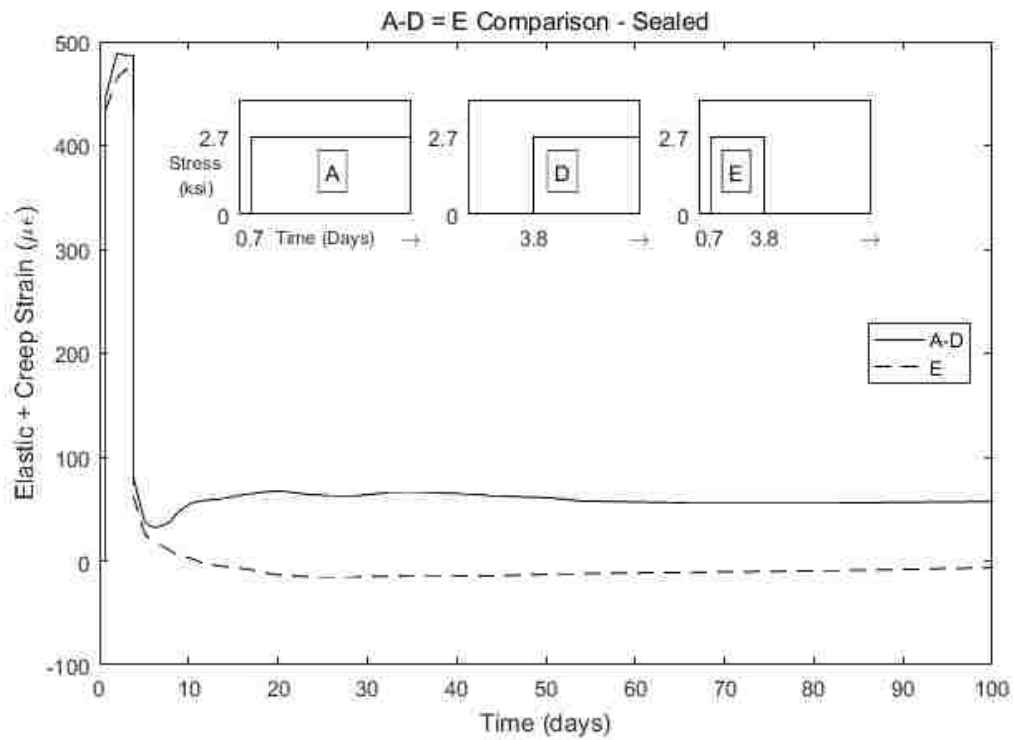 A-D = E Comparison - Sealed
500
400
300
200
100
0
-100
Elastic + Creep Strain (με)
2.7
Stress
(ksi)
0
A
0.7 Time (Days) →
2.7
0
D
3.8 →
2.7
0
E
0.7 3.8 →
A-D
E
0 10 20 30 40 50 60 70 80 90 100
Time (days)